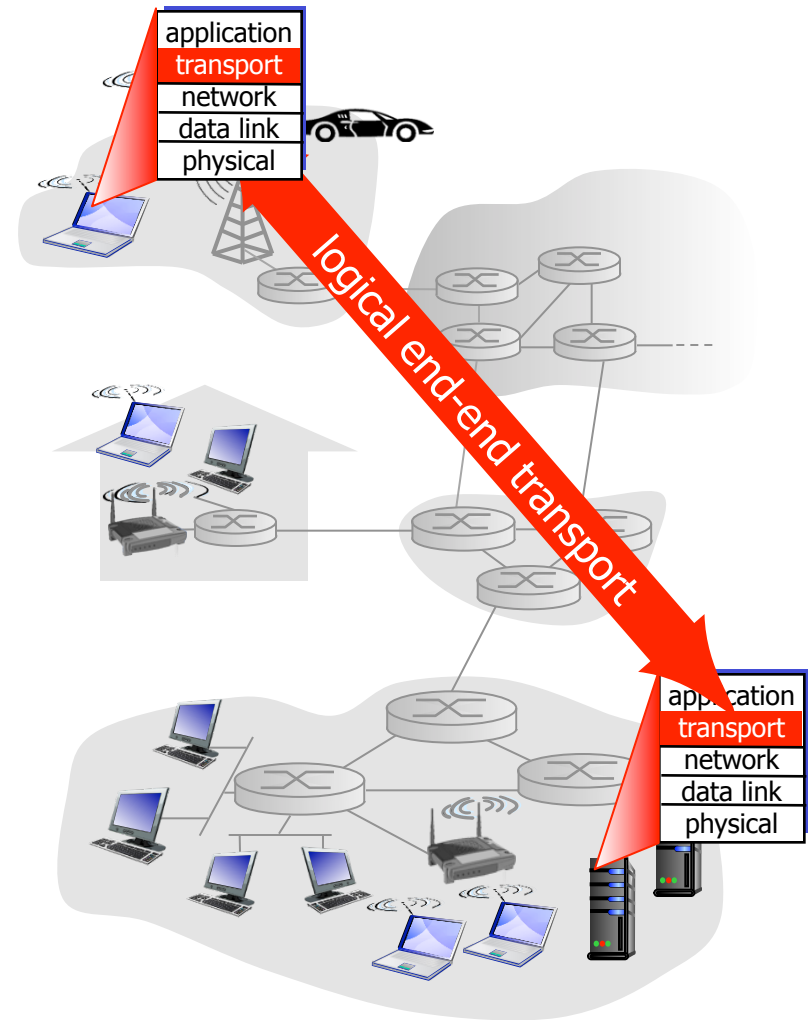 application
transport
network
data link
physical
logical end-end transport
application
transport
network
data link
physical